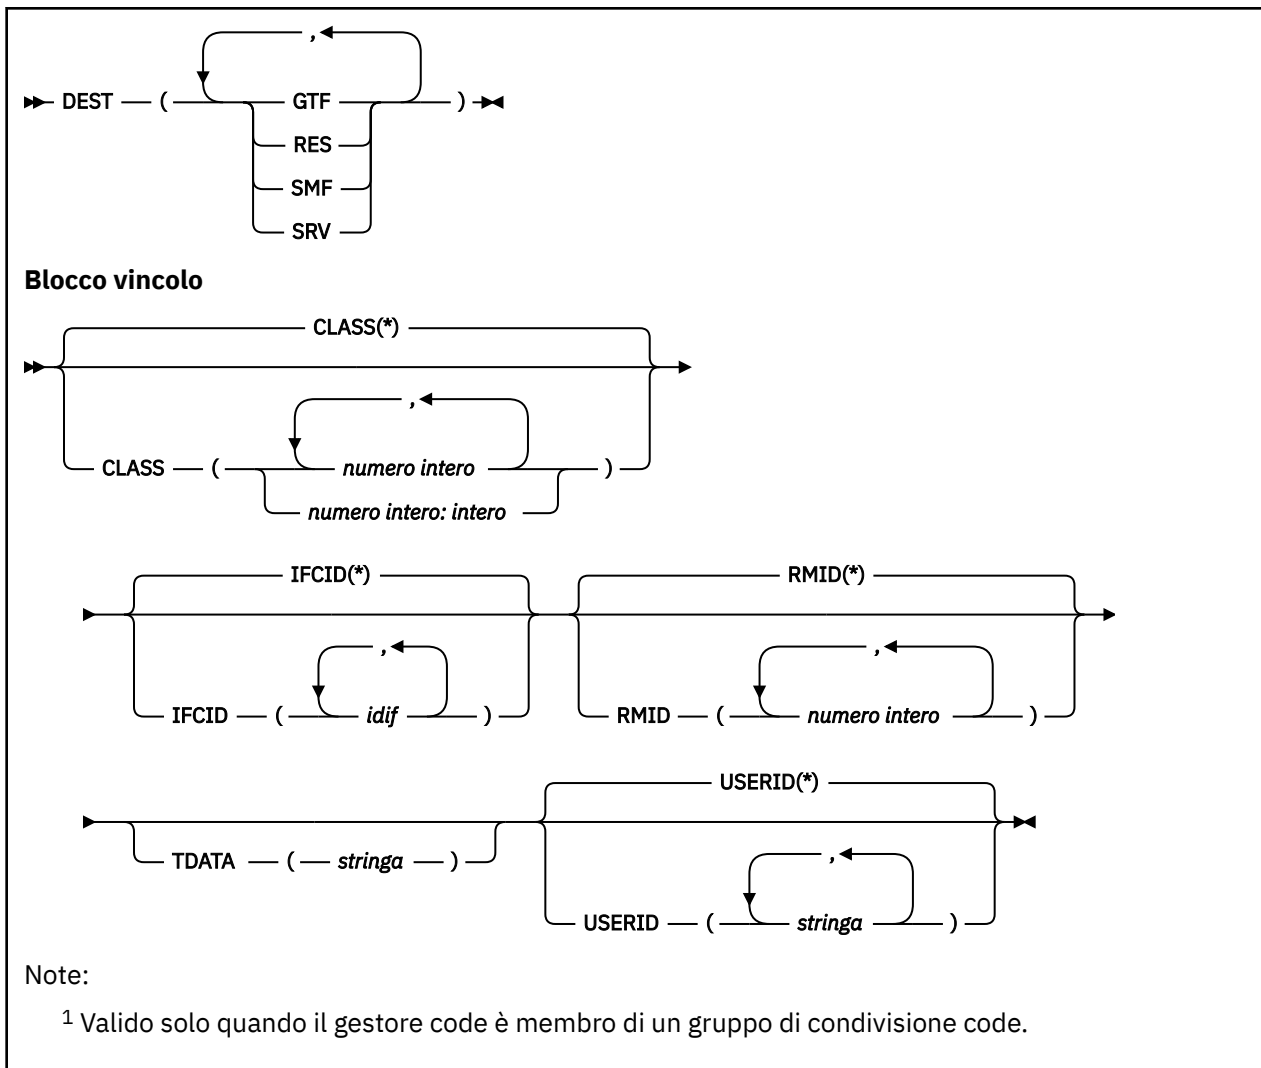 ,
DEST ( GTF )
RES
SMF
SRV
Blocco vincolo
CLASS(*)
,
CLASS ( numero intero )
numero intero: intero
IFCID(*) RMID(*)
, ,
IFCID ( idif ) RMID ( numero intero )
USERID(*)
TDATA ( stringa )
,
USERID ( stringa )
Note:
1 Valido solo quando il gestore code è membro di un gruppo di condivisione code.